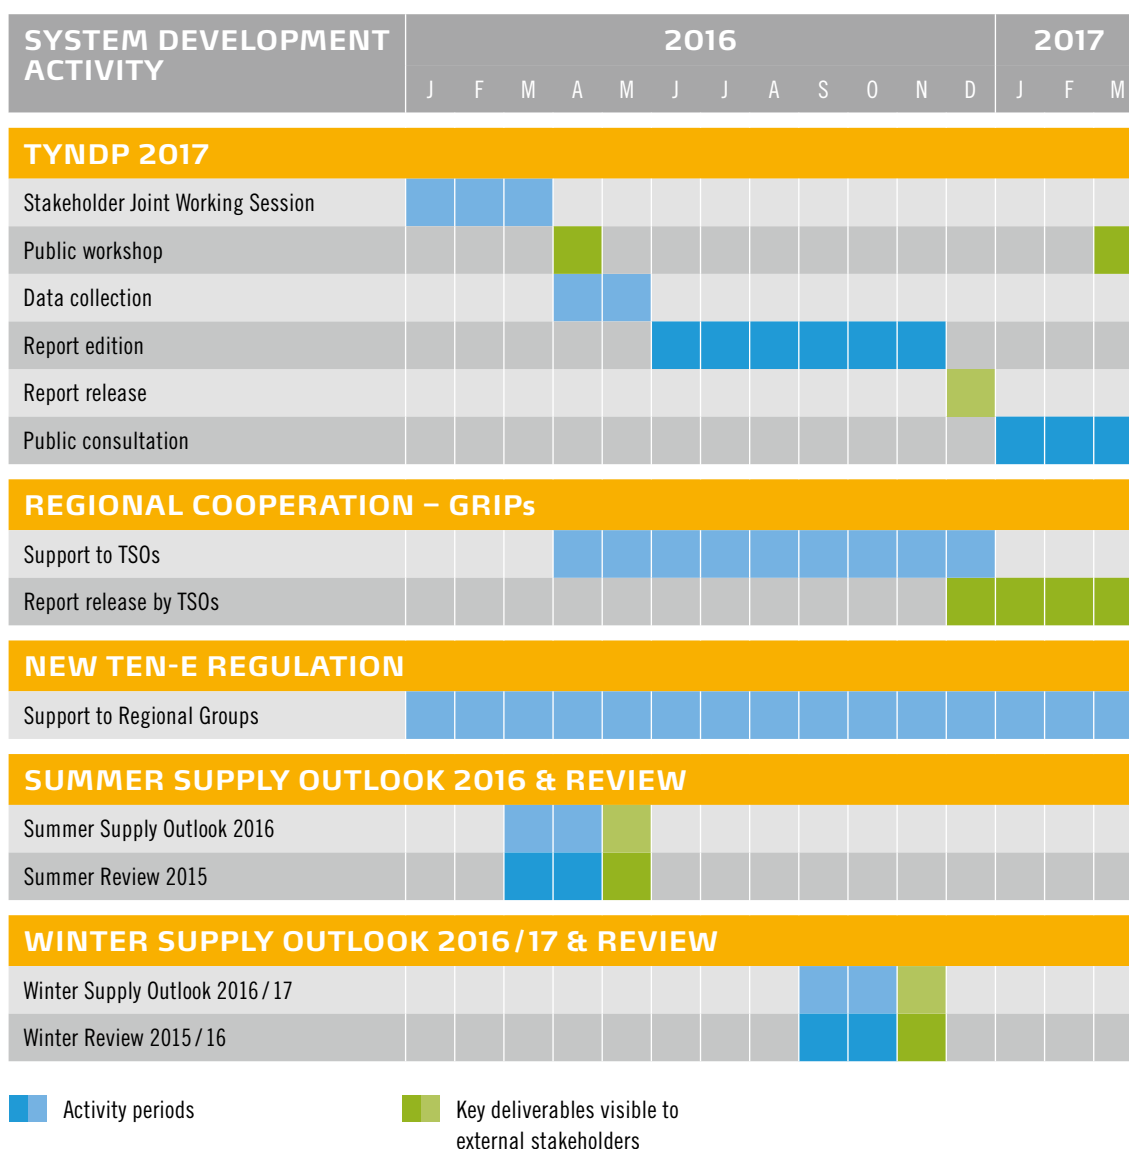 SYSTEM DEVELOPMENT
ACTIVITY
2016
2017
J F M A M J J A S O N D J F M
TYNDP 2017
Stakeholder Joint Working Session
Public workshop
Data collection
Report edition
Report release
Public consultation
REGIONAL COOPERATION – GRIPs
Support to TSOs
Report release by TSOs
NEW TEN-E REGULATION
Support to Regional Groups
SUMMER SUPPLY OUTLOOK 2016 & REVIEW
Summer Supply Outlook 2016
Summer Review 2015
WINTER SUPPLY OUTLOOK 2016/17 & REVIEW
Winter Supply Outlook 2016/17
Winter Review 2015/16
Activity periods
Key deliverables visible to
external stakeholders